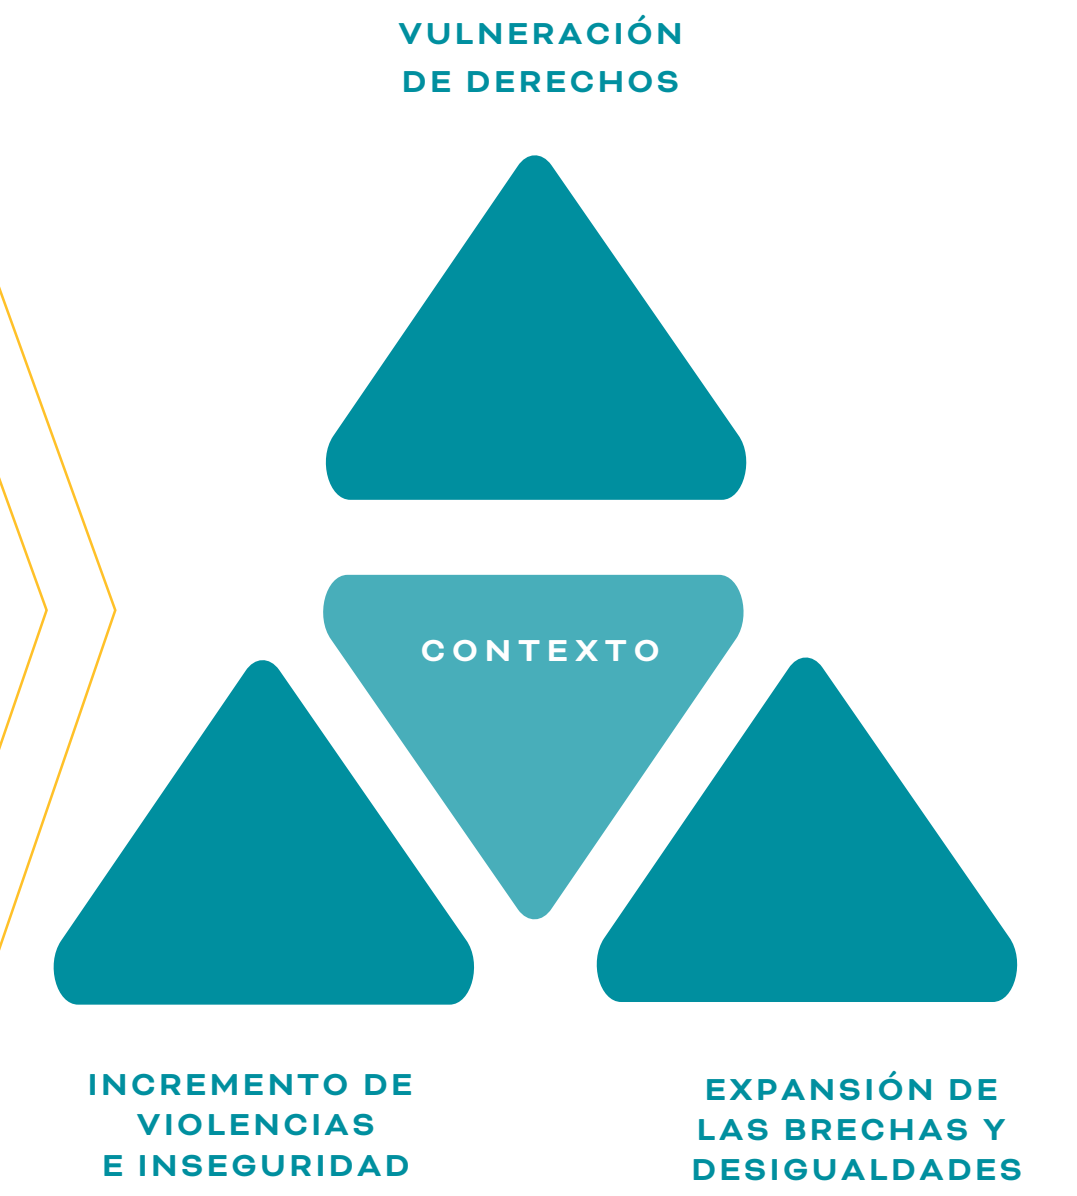 VULNERACIÓN
DE DERECHOS
CONTEXTO
INCREMENTO DE
VIOLENCIAS
E INSEGURIDAD
EXPANSIÓN DE
LAS BRECHAS Y
DESIGUALDADES